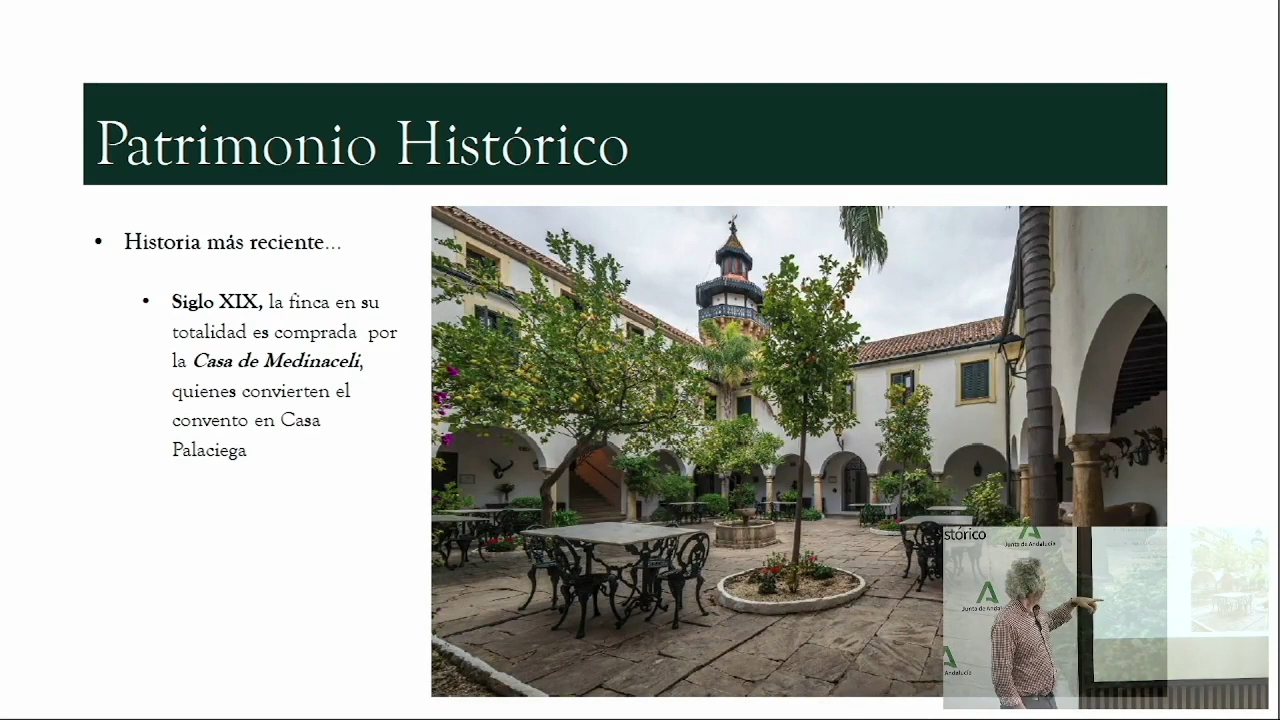 Patrimonio Histórico
• Historia más reciente...
• Siglo XIX, la finca en su
totalidad es comprada por
la Casa de Medinaceli,
quienes convierten el
convento en Casa
Palaciega
stórico
Junta de Andalucía
Junta de Andal
Andalucía